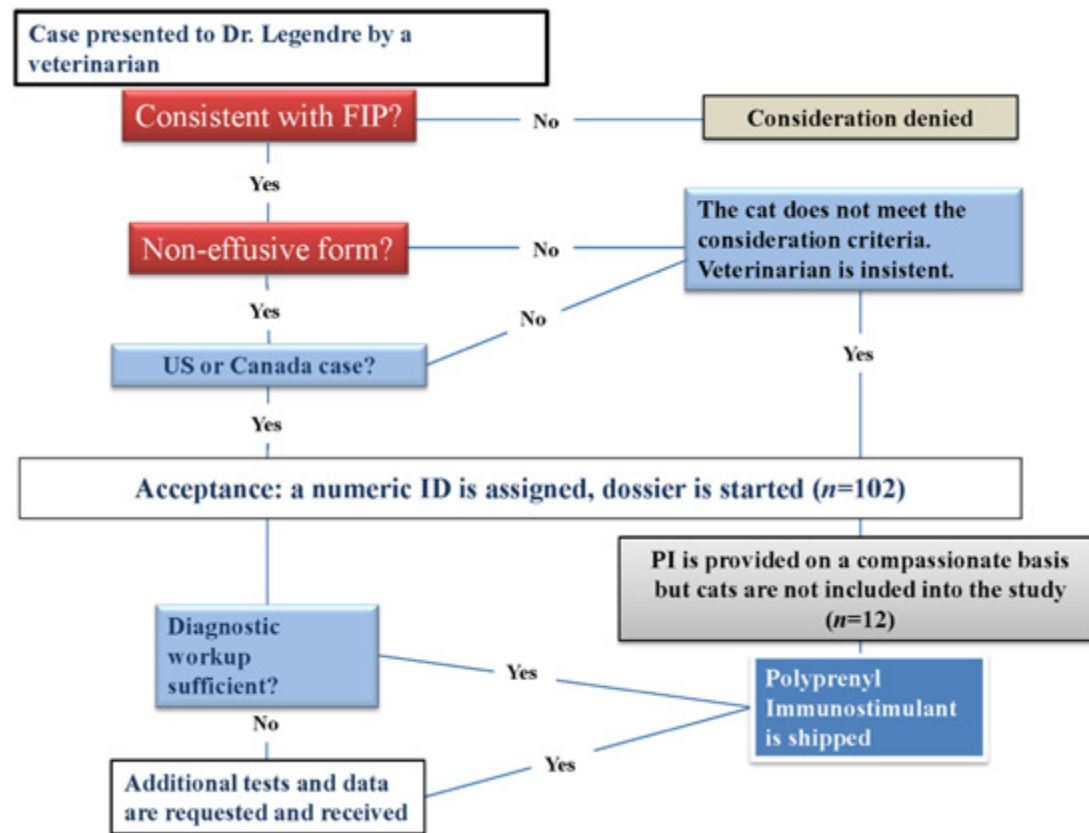 Case presented to Dr. Legendre by a
veterinarian
Consistent with FIP?
No
Consideration denied
Yes
The cat does not meet the
consideration criteria.
Veterinarian is insistent.
Non-effusive form?
No
Yes
No
US or Canada case?
Yes
Yes
Acceptance: a numeric ID is assigned, dossier is started (n=102)
PI is provided on a compassionate basis
but cats are not included into the study
(n=12)
Diagnostic
workup
sufficient?
Yes
Polyprenyl
Immunostimulant
is shipped
No
Yes
Additional tests and data
are requested and received